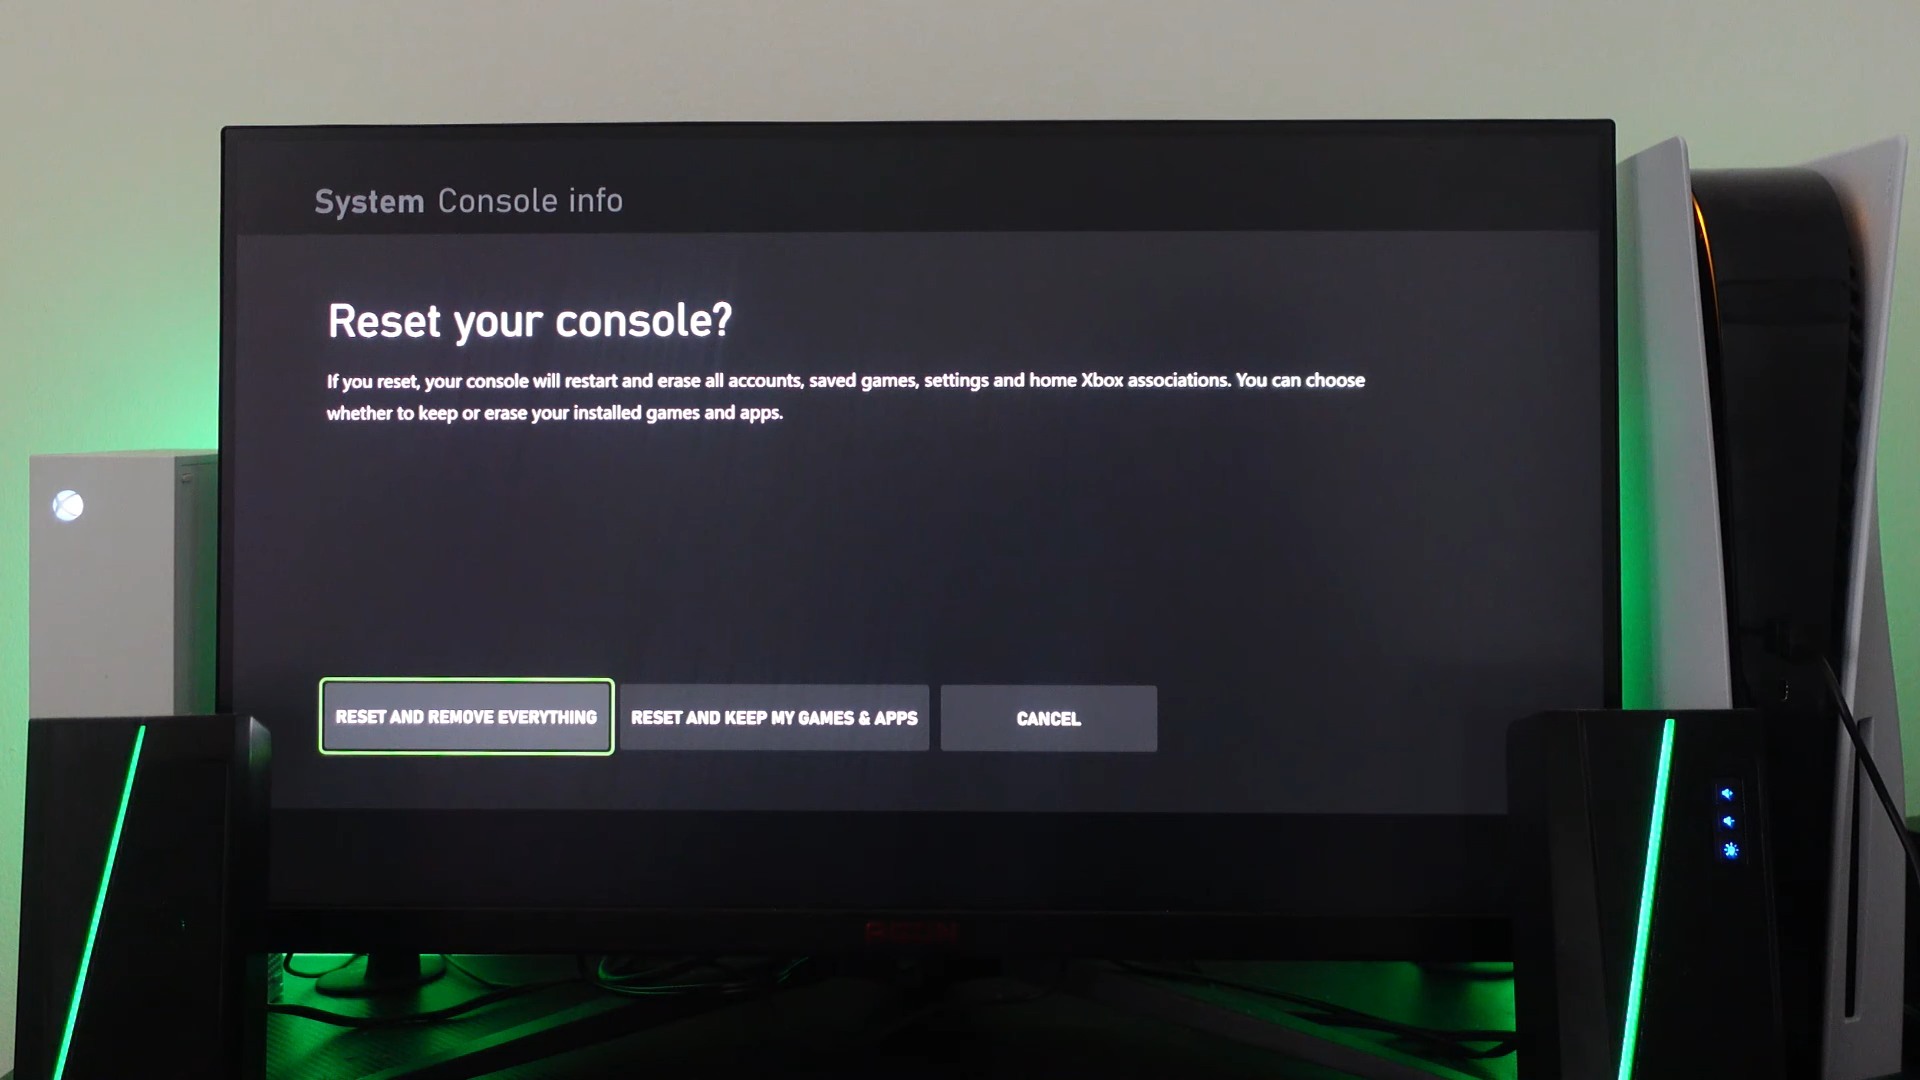 System Console info
Reset your console?
If you reset, your console will restart and erase all accounts, saved games, settings and home Xbox associations. You can choose
whether to keep or erase your installed games and apps.
RESET AND REMOVE EVERYTHING
RESET AND KEEP MY GAMES & APPS
CANCEL